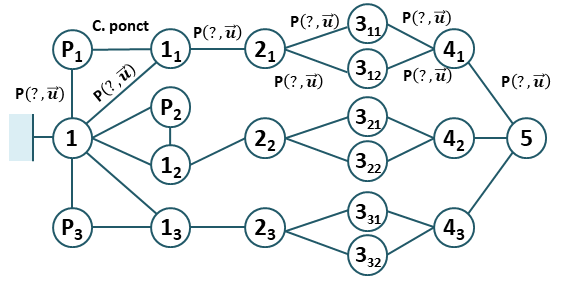 C. ponct
P₁
1₁
P(?, u⃗)
2₁
P(?, u⃗)
3₁₁
P(?, u⃗)
4₁
P(?, u⃗)
P(?, u⃗)
P(?, u⃗)
3₁₂
P(?, u⃗)
P(?, u⃗)
P₂
3₂₁
1
1₂
2₂
3₂₂
4₂
5
P₃
1₃
2₃
3₃₁
3₃₂
4₃